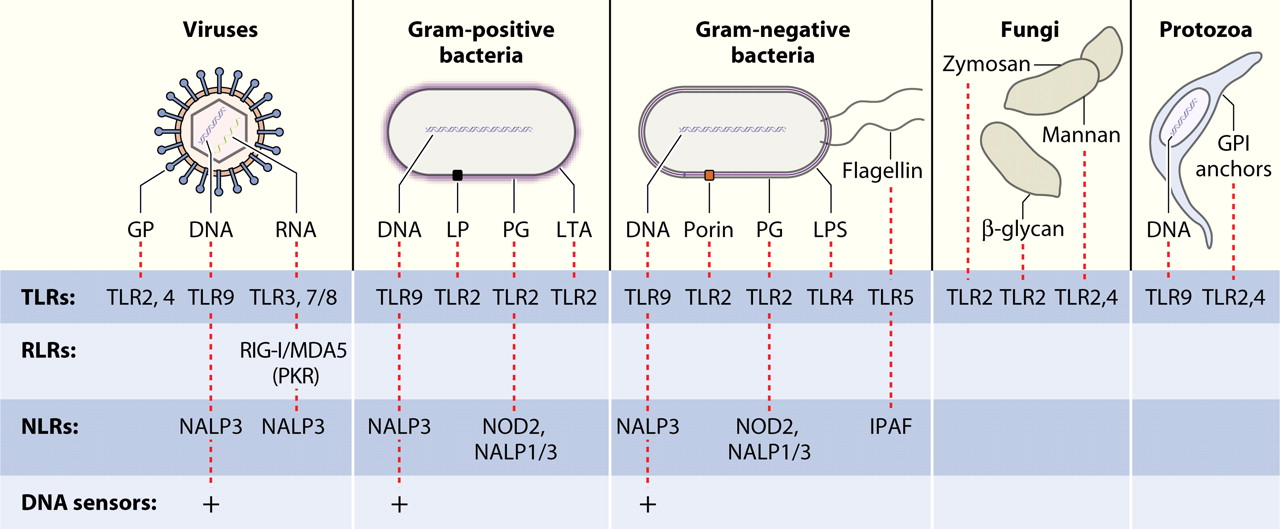 Viruses
Gram-positive
bacteria
Gram-negative
bacteria
Fungi
Protozoa
Zymosan
Mannan
β-glycan
Flagellin
GPI
anchors
GP DNA RNA
DNA LP PG LTA
DNA Porin PG LPS
DNA
TLRs: TLR2, 4 TLR9 TLR3, 7/8 TLR9 TLR2 TLR2 TLR2 TLR9 TLR2 TLR2 TLR4 TLR5 TLR2 TLR2 TLR2,4 TLR9 TLR2,4
RLRs: RIG-I/MDA5
(PKR)
NLRs: NALP3 NALP3 NALP3 NOD2, NALP3 NOD2, IPAF
NALP1/3 NALP1/3
DNA sensors: + + +